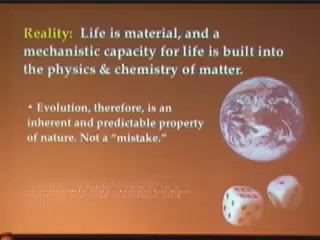 Reality: Life is material, and a
mechanistic capacity for life is built into
the physics & chemistry of matter.
• Evolution, therefore, is an
inherent and predictable property
of nature. Not a “mistake.”